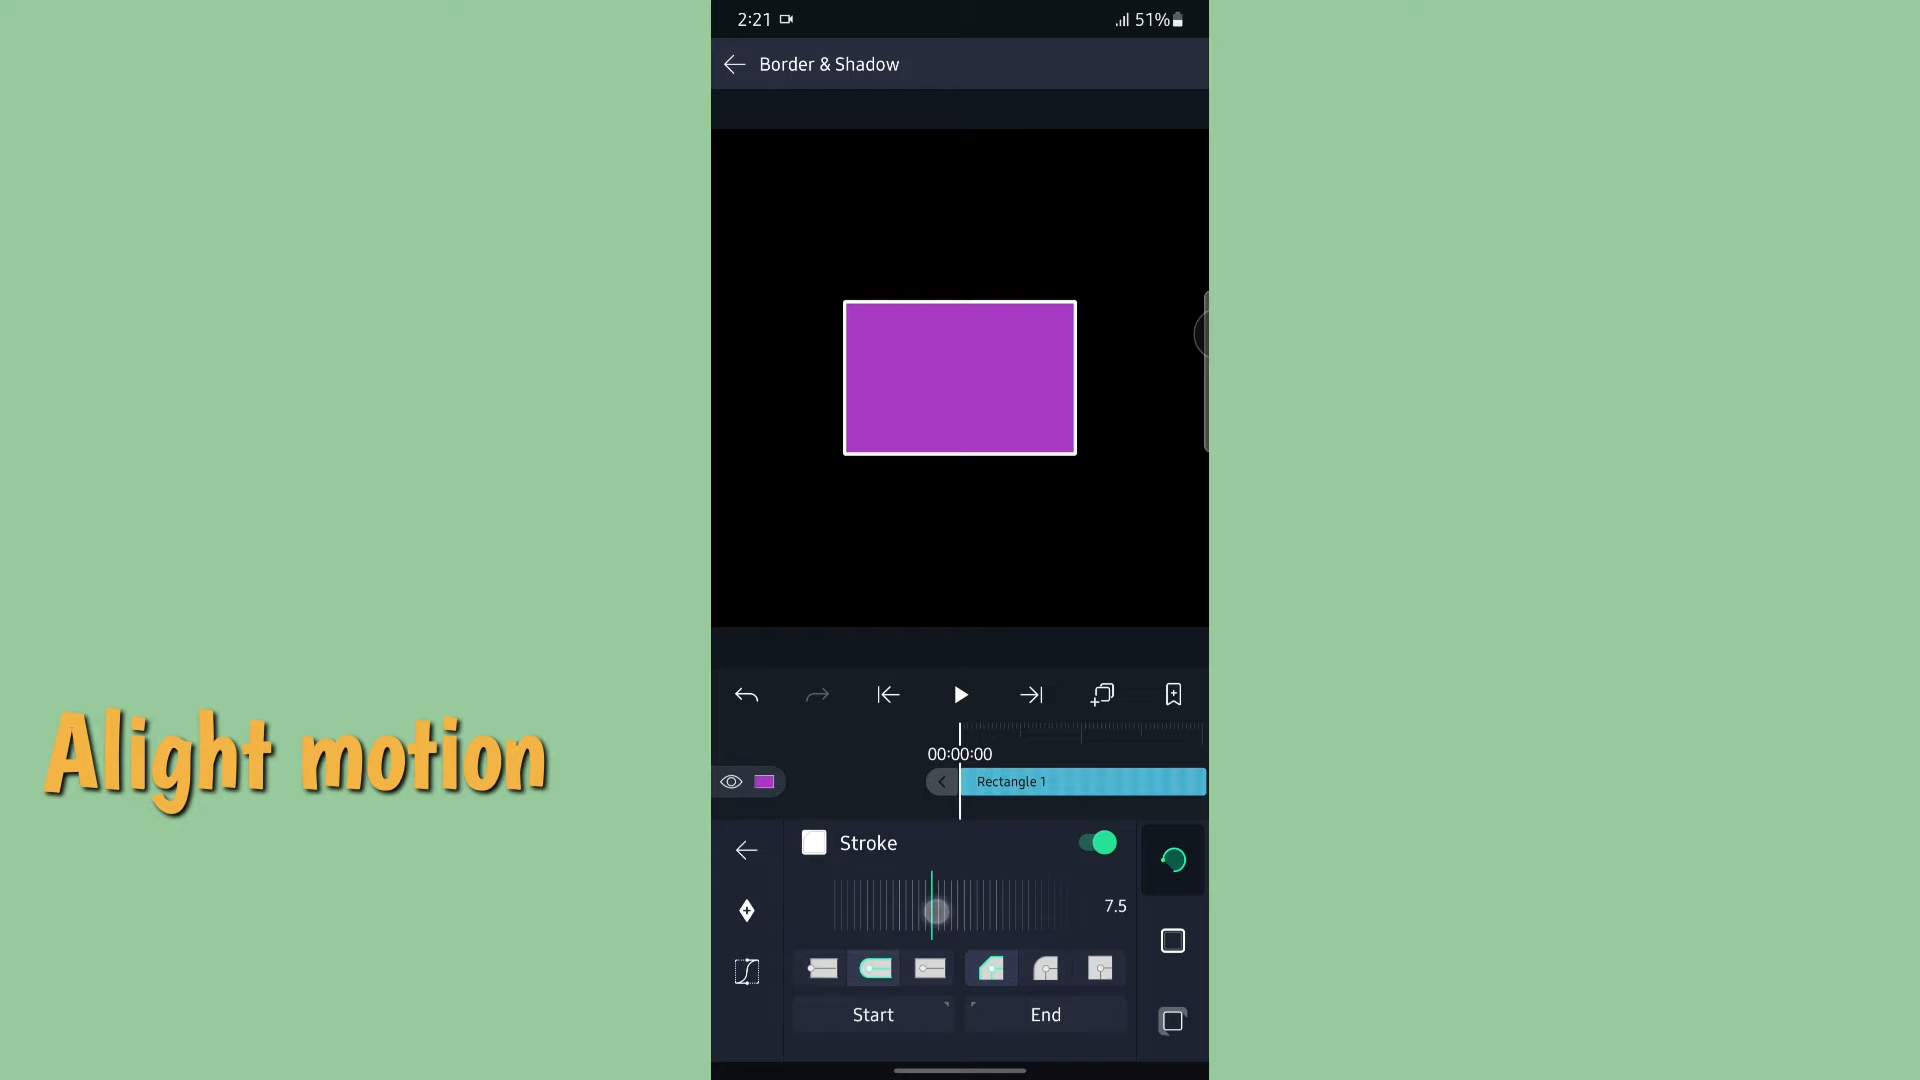 2:21
51%
Border & Shadow
Alight motion
00:00:00
Rectangle 1
Stroke
7.5
Start
End